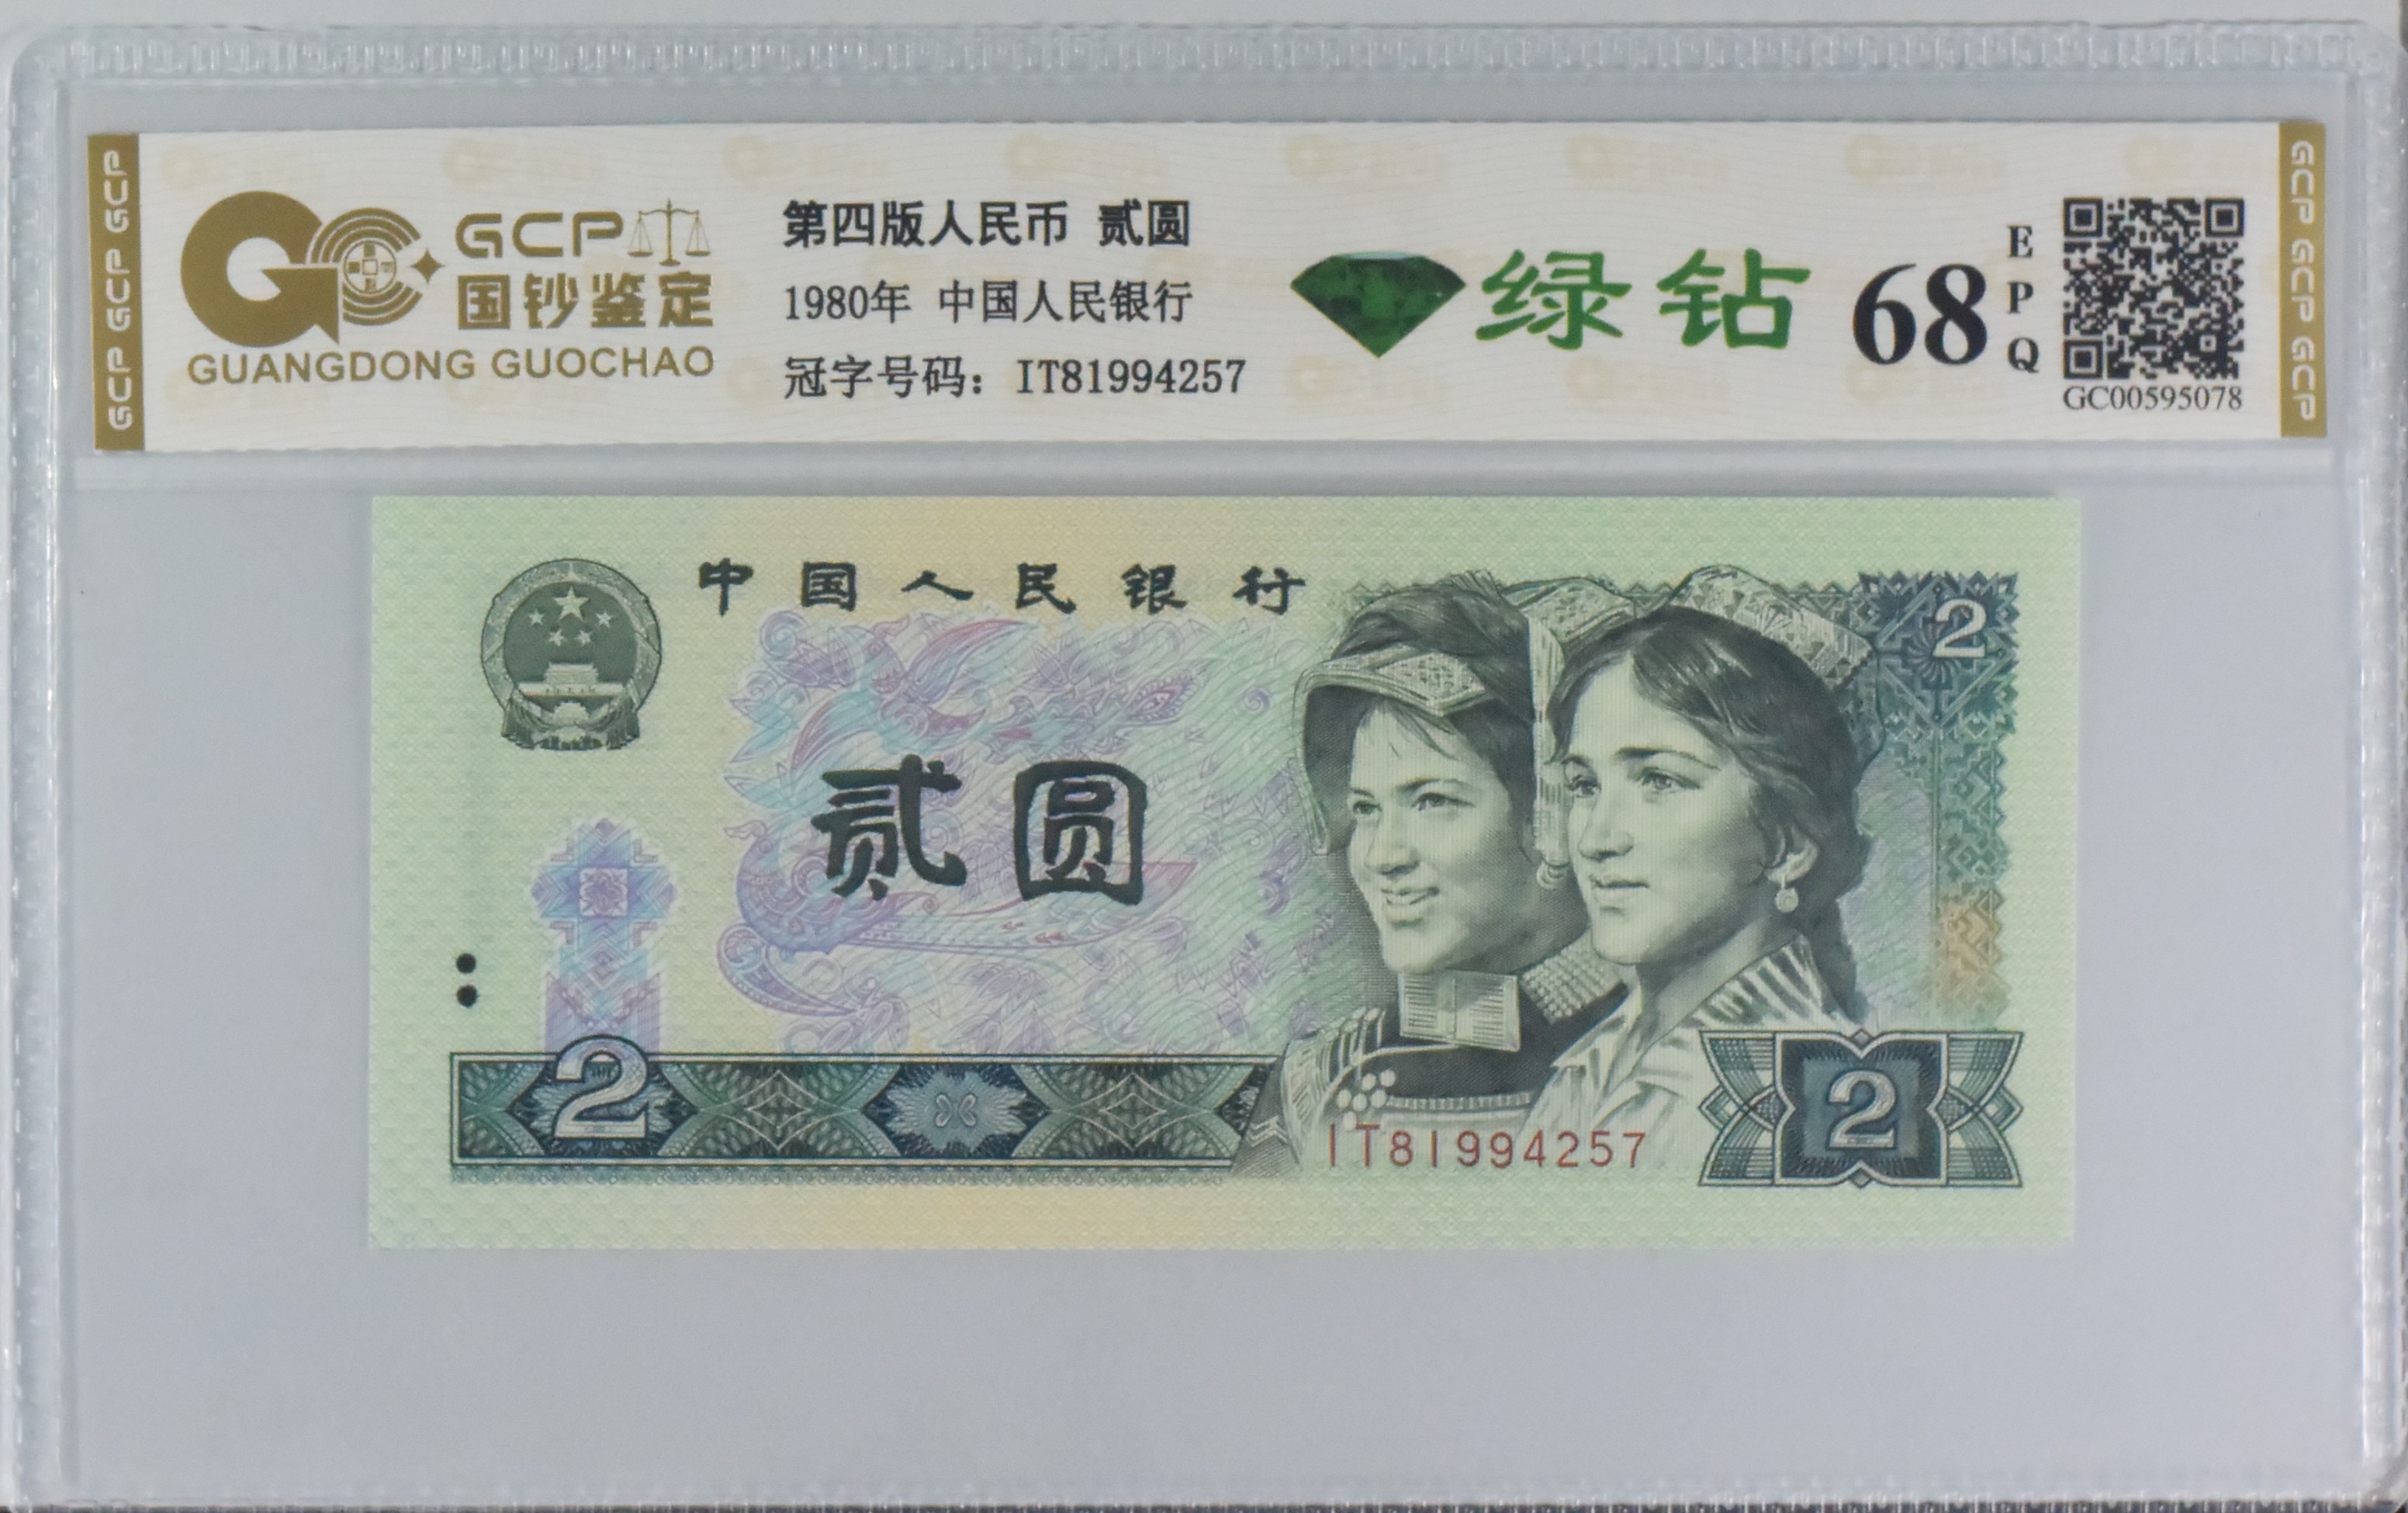 GCP GCP GCP
GCP
国钞鉴定
GUANGDONG GUOCHAO
第四版人民币 贰圆
1980年 中国人民银行
冠字号码：IT81994257
绿钻
68
E
P
Q
GC00595078
GCP GCP GCP
中国人民银行
2
贰圆
2
IT81994257
2